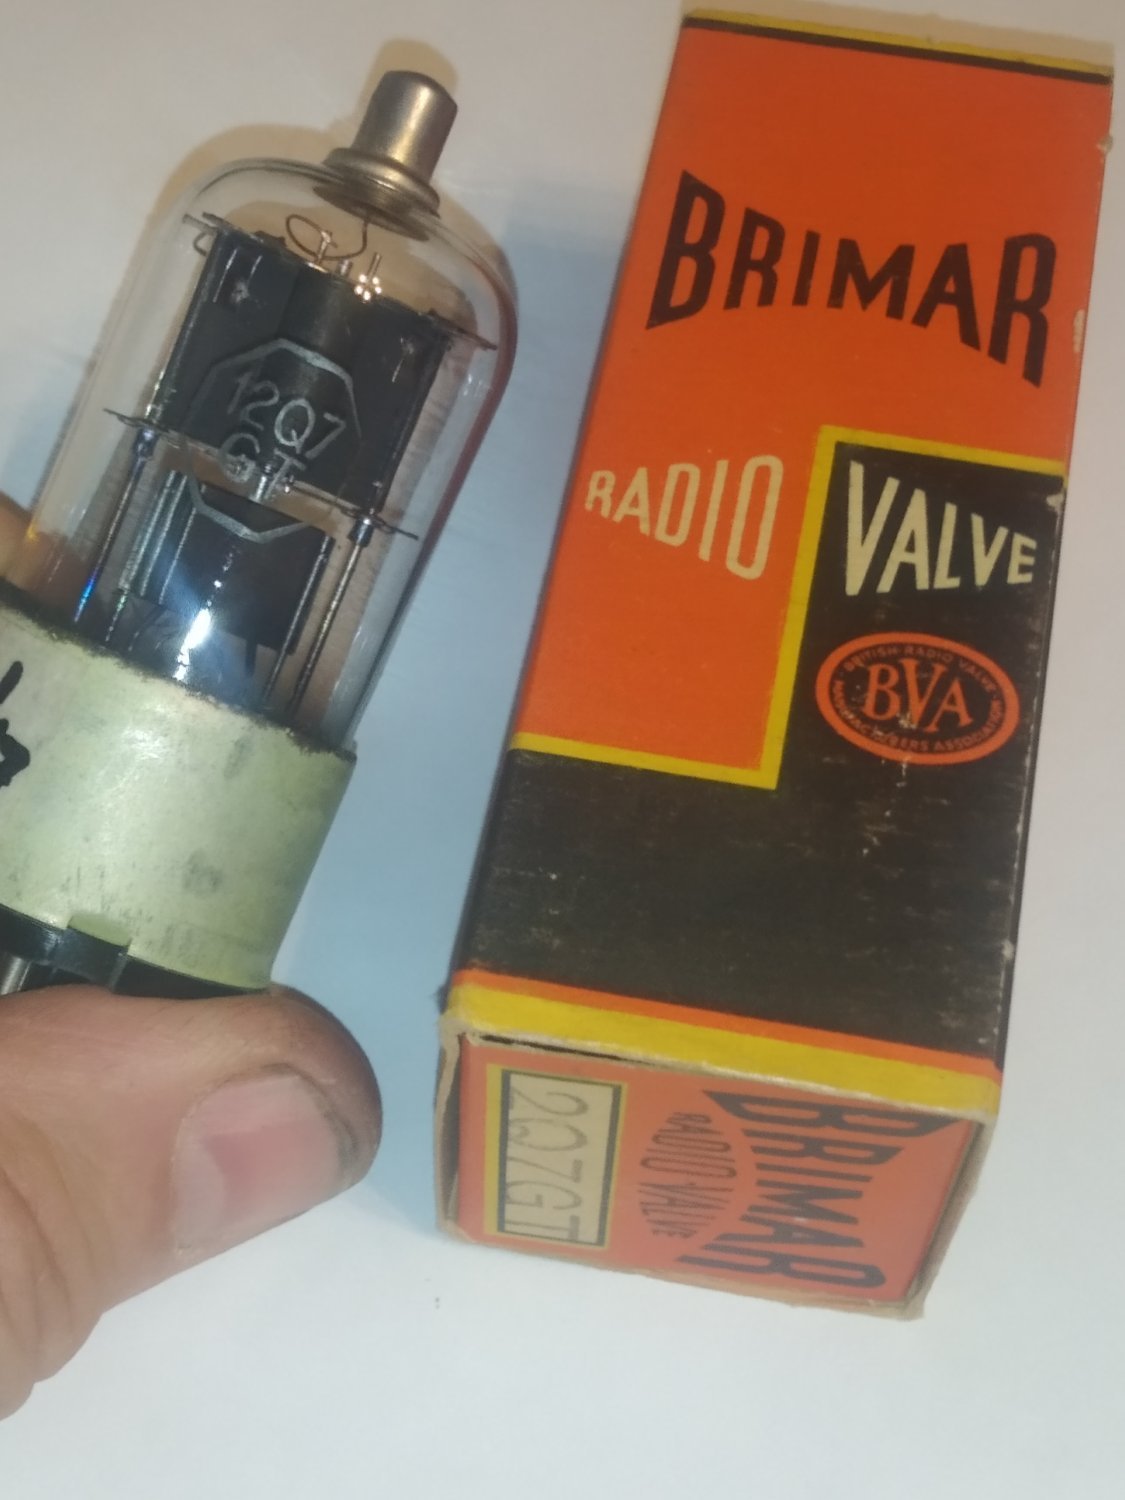 12Q7
GT
BRIMAR
RADIO VALVE
BRITISH RADIO VALVE
BVA
MANUFACTURERS ASSOCIATION
2Q7GT
RADIO VALVE
BRIMAR